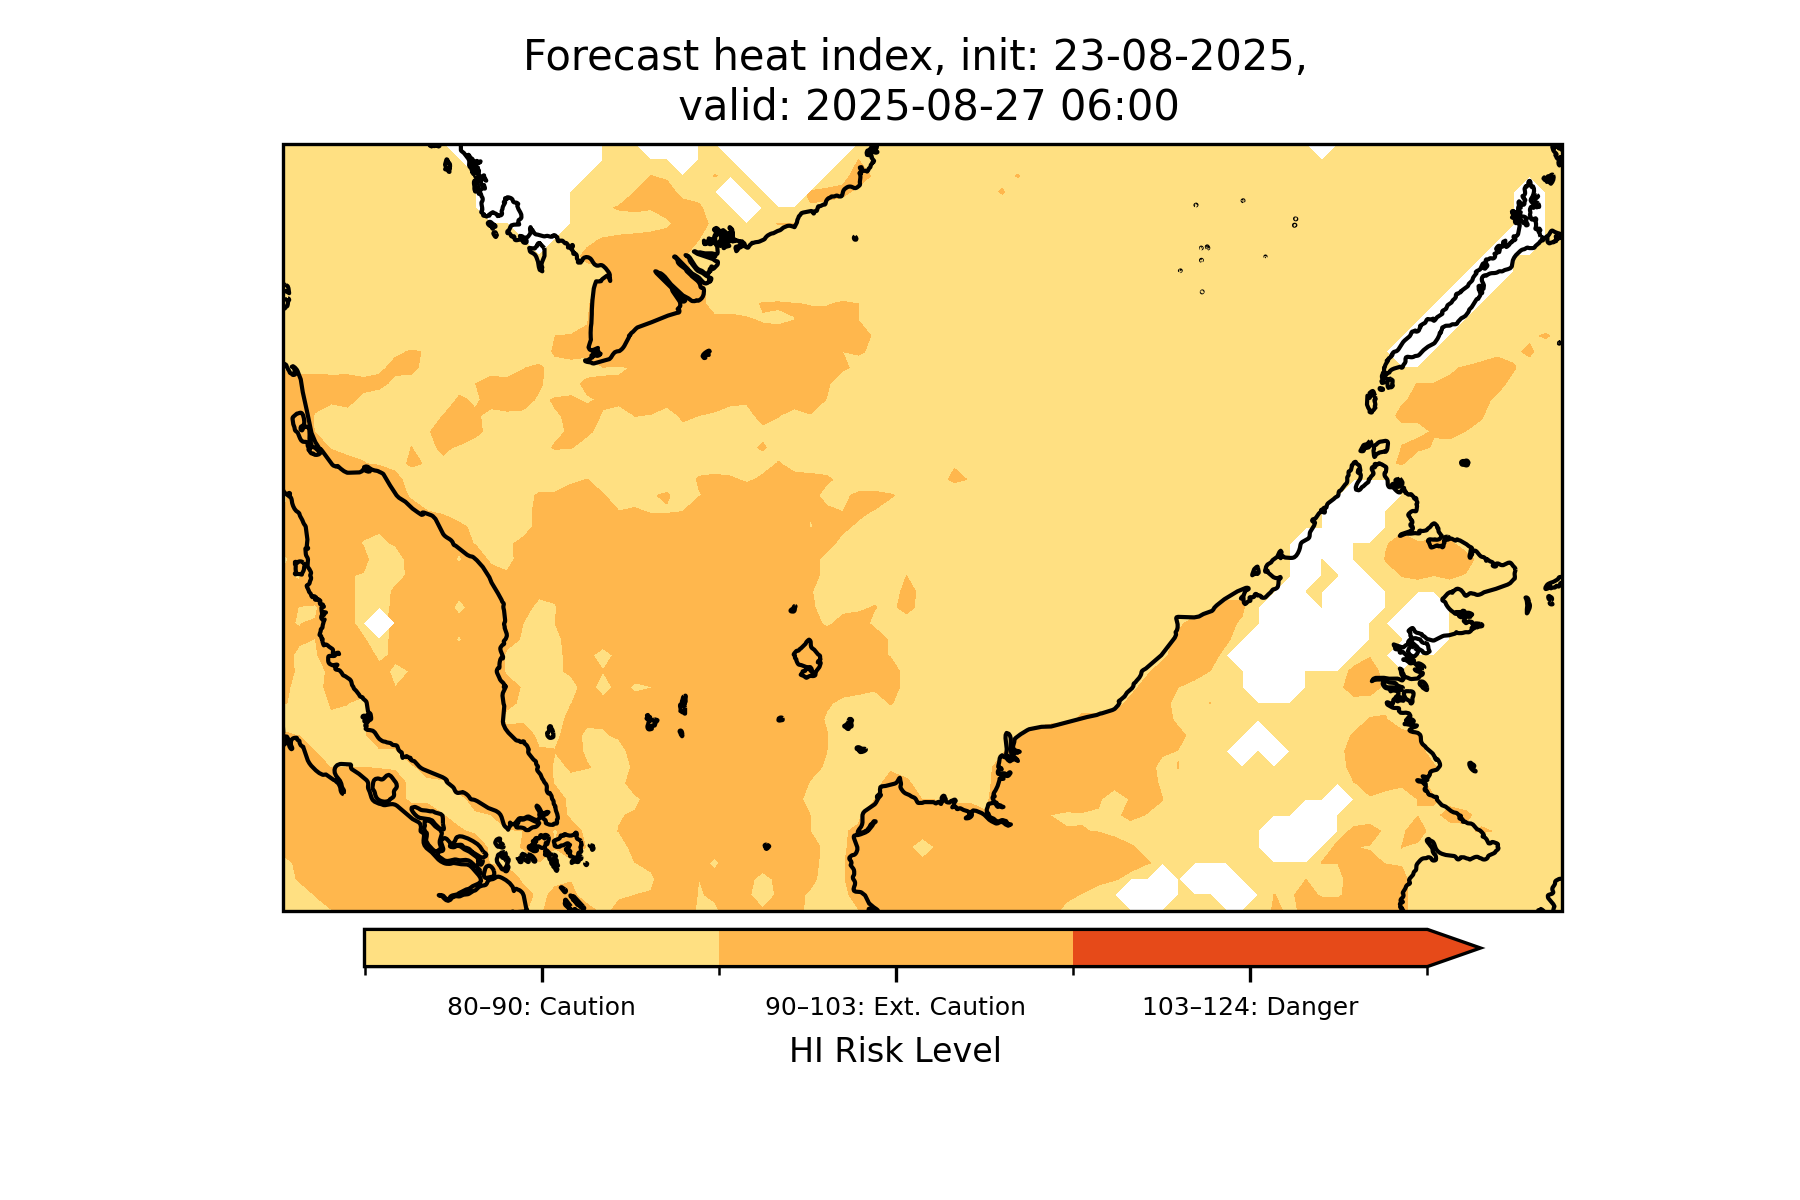 Forecast heat index, init: 23-08-2025,
valid: 2025-08-27 06:00
80–90: Caution
90–103: Ext. Caution
103–124: Danger
HI Risk Level